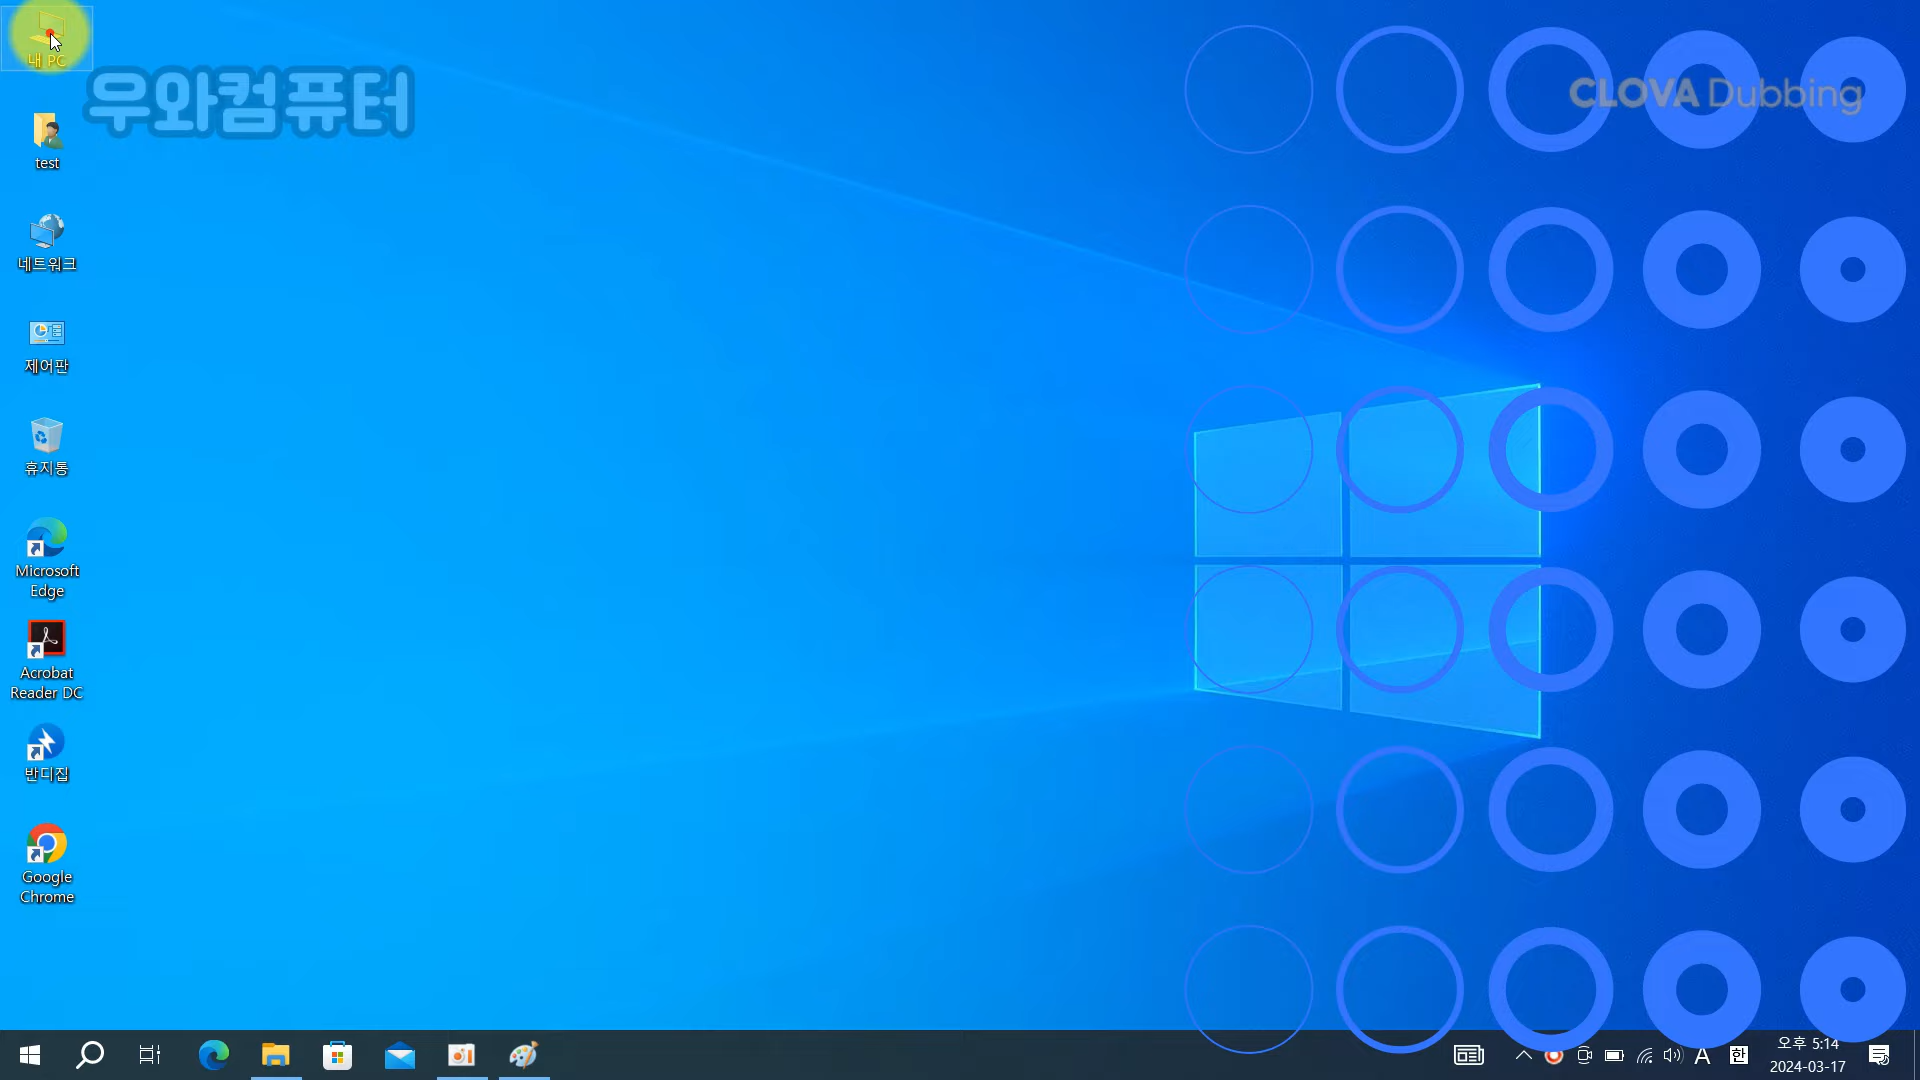 내 PC
우와컴퓨터
CLOVA Dubbing
test
네트워크
제어판
휴지통
Microsoft
Edge
Acrobat
Reader DC
반디집
Google
Chrome
A
한
오후 5:14
2024-03-17